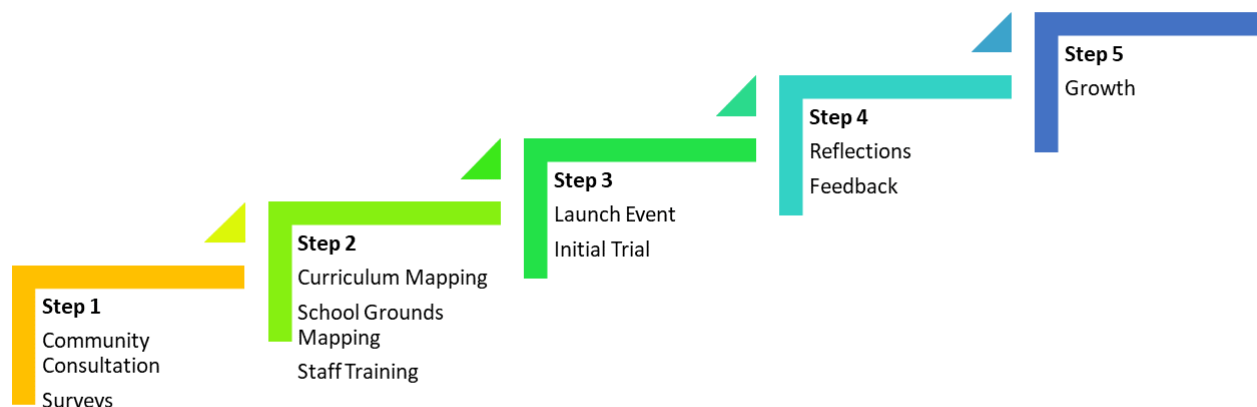 Step 1
Community
Consultation
Surveys
Step 2
Curriculum Mapping
School Grounds
Mapping
Staff Training
Step 3
Launch Event
Initial Trial
Step 4
Reflections
Feedback
Step 5
Growth